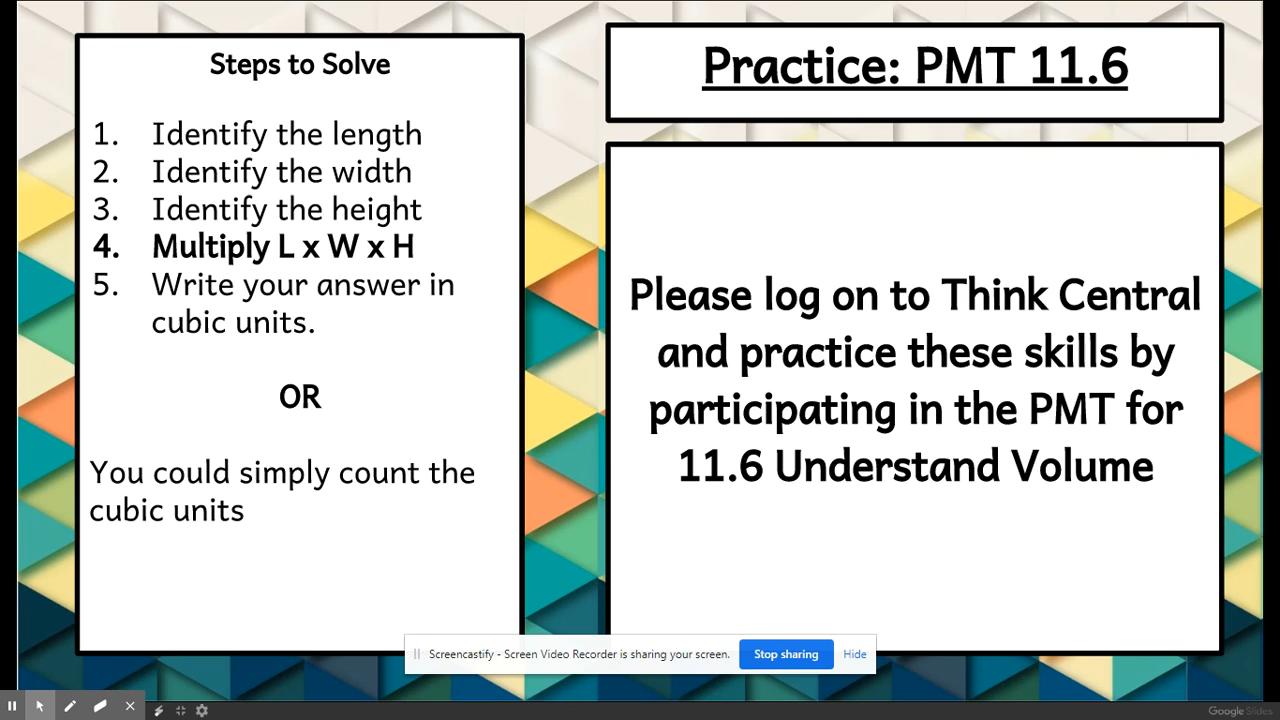 Steps to Solve
1. Identify the length
2. Identify the width
3. Identify the height
4. Multiply L x W x H
5. Write your answer in
cubic units.
OR
You could simply count the
cubic units
Practice: PMT 11.6
Please log on to Think Central
and practice these skills by
participating in the PMT for
11.6 Understand Volume
Screencastify - Screen Video Recorder is sharing your screen.
Stop sharing
Hide
Google Slides